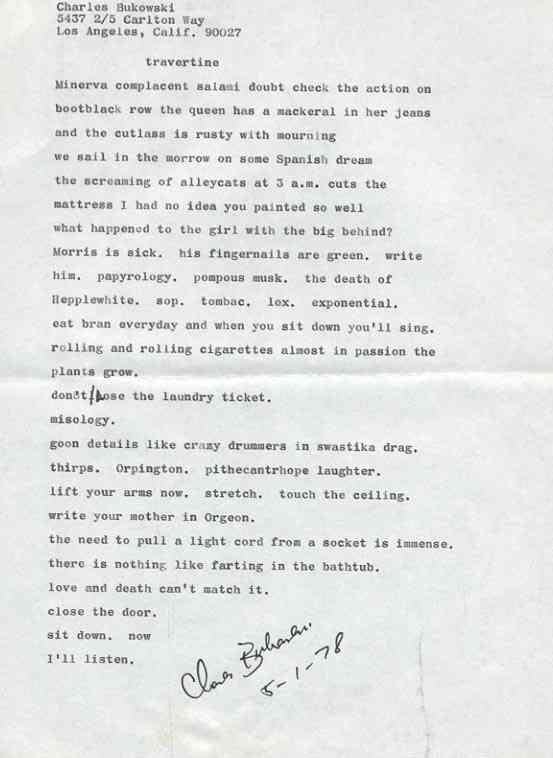 Charles Bukowski
5437 2/5 Carlton Way
Los Angeles, Calif. 90027
travertine
Minerva complacent salami doubt check the action on
bootblack row the queen has a mackeral in her jeans
and the cutlass is rusty with mourning
we sail in the morrow on some Spanish dream
the screaming of alleycats at 3 a.m. cuts the
mattress I had no idea you painted so well
what happened to the girl with the big behind?
Morris is sick.  his fingernails are green.  write
him.  papyrology.  pompous musk.  the death of
Hepplewhite.  sop.  tombac.  lox.  exponential.
eat bran everyday and when you sit down you'll sing.
rolling and rolling cigarettes almost in passion the
plants grow.
don3t/lose the laundry ticket.
misology.
goon details like crazy drummers in swastika drag.
thirps.  Orpington.  pithecantrhope laughter.
lift your arms now.  stretch.  touch the ceiling.
write your mother in Orgeon.
the need to pull a light cord from a socket is immense.
there is nothing like farting in the bathtub.
love and death can't match it.
close the door.
sit down.  now
I'll listen.
Charles Bukowski
5-1-78